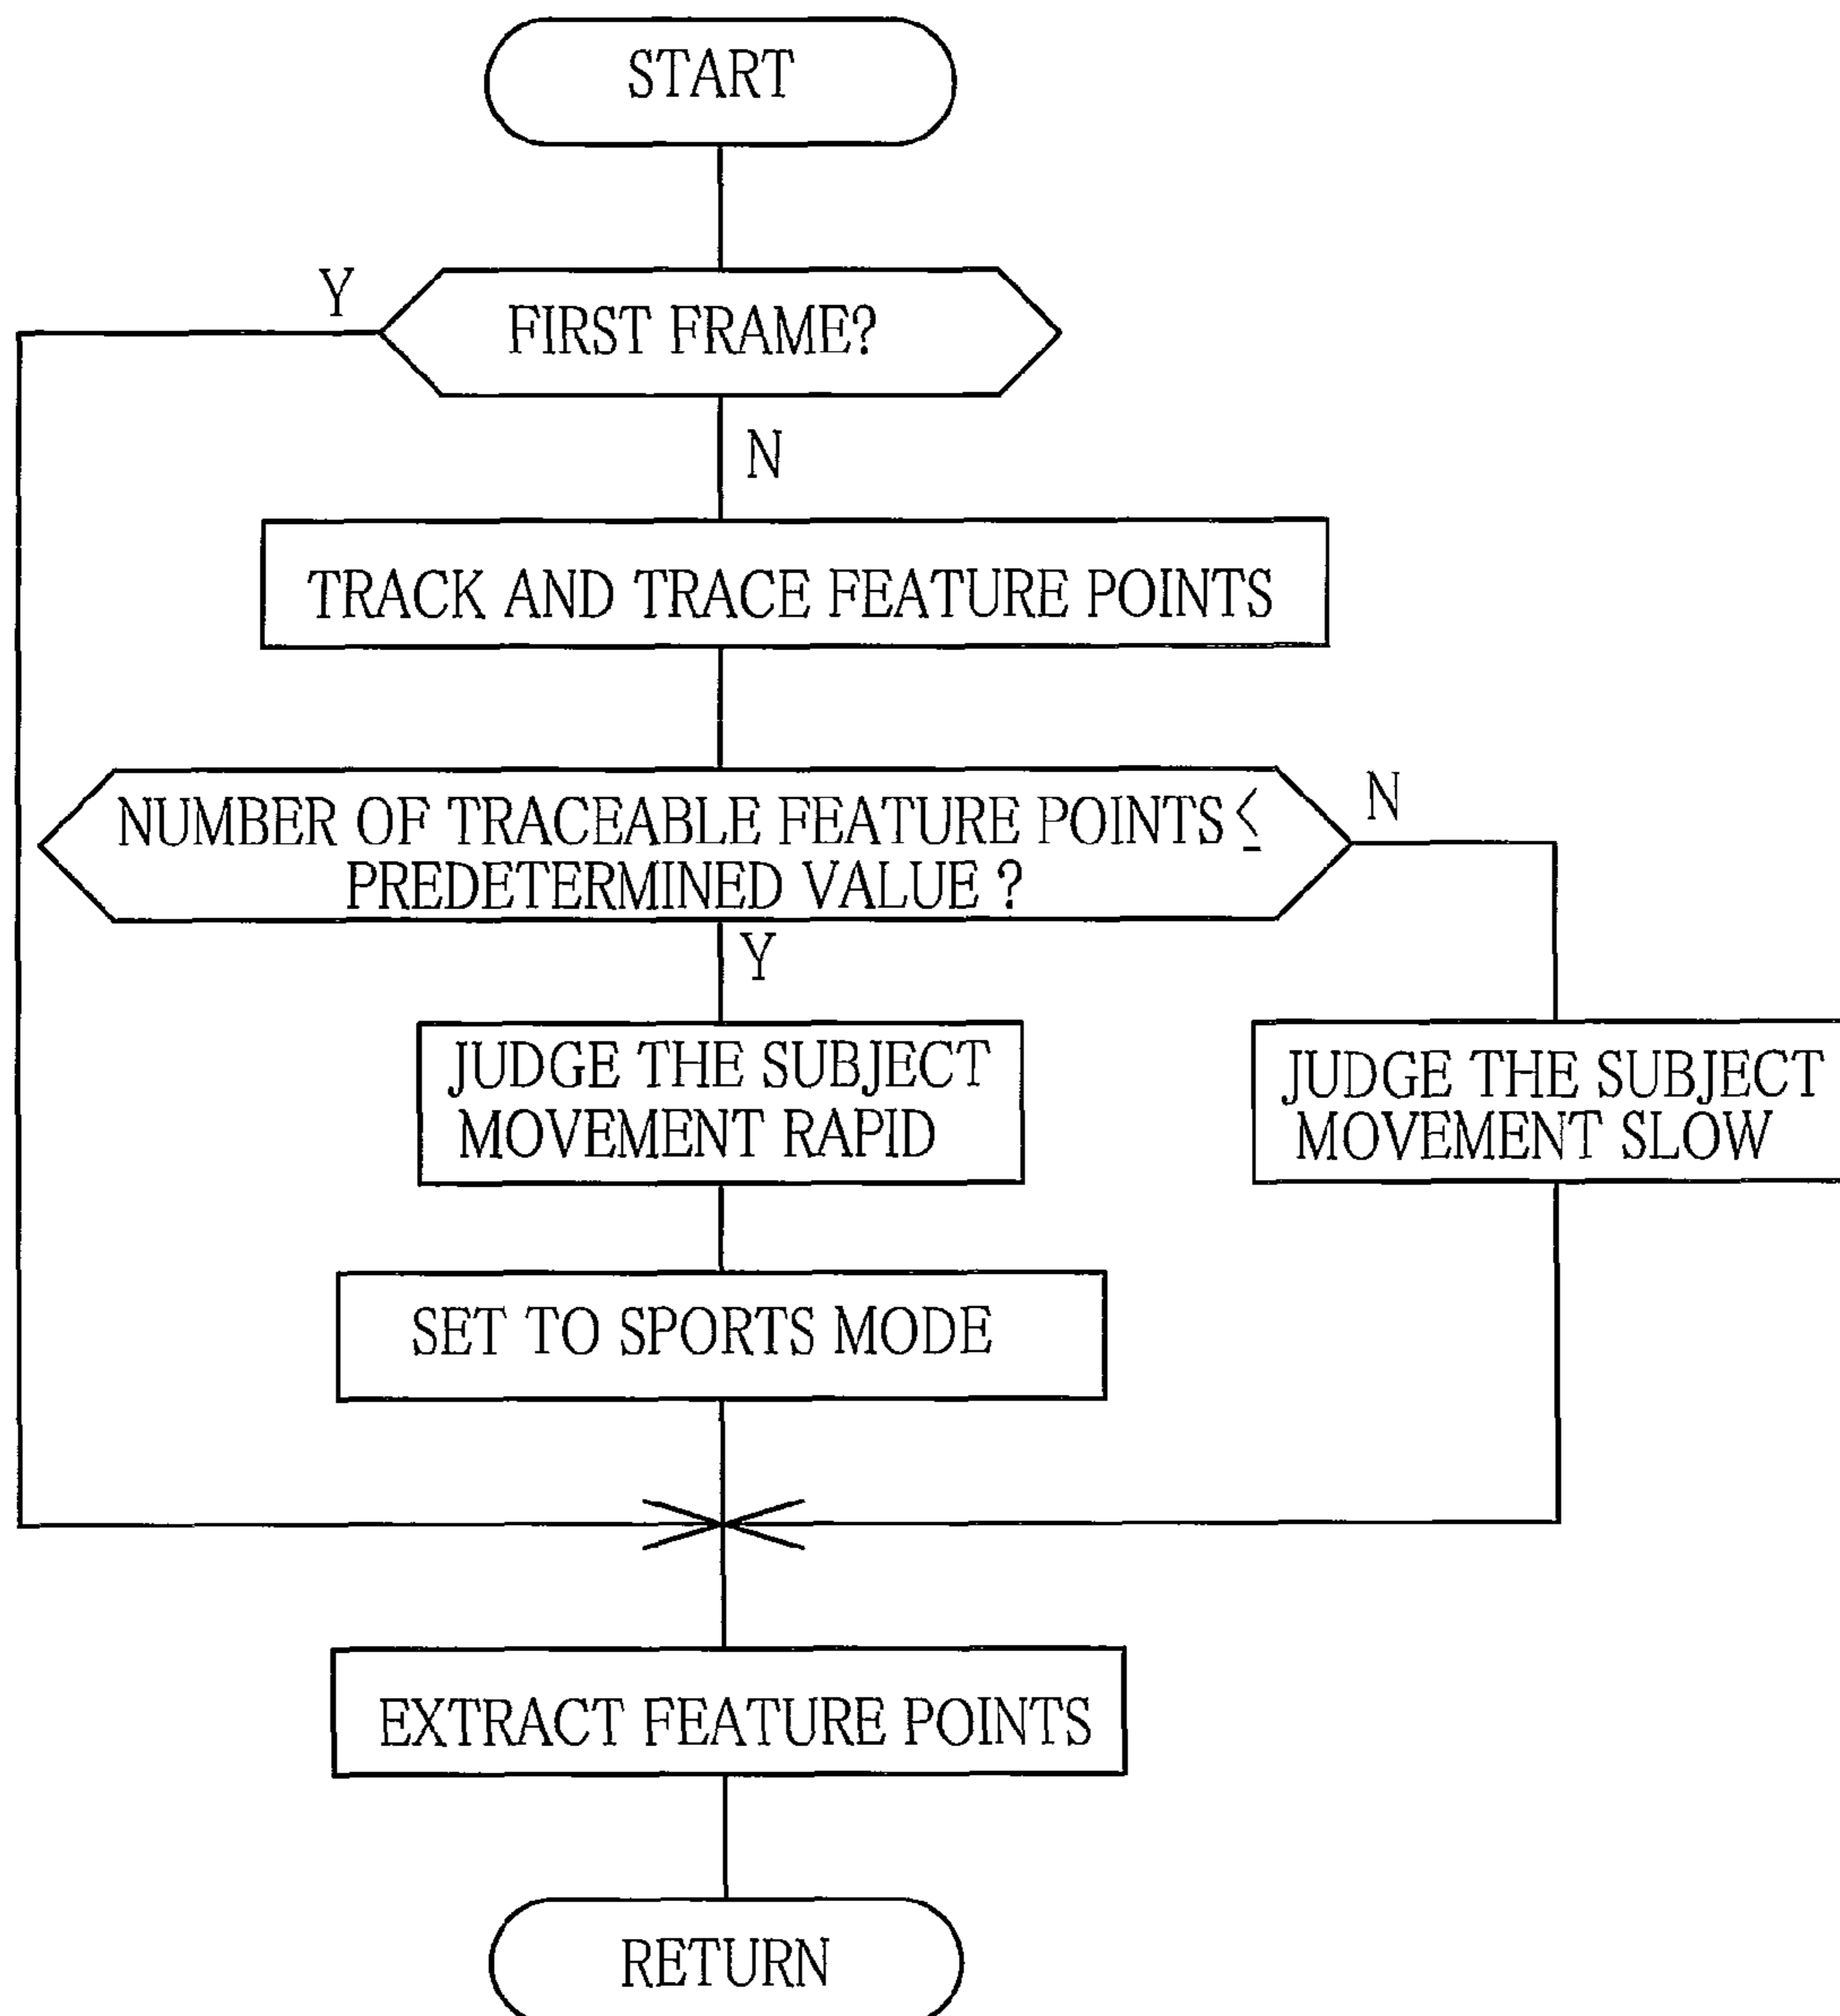 START
Y
FIRST FRAME?
N
TRACK AND TRACE FEATURE POINTS
NUMBER OF TRACEABLE FEATURE POINTS ≤
PREDETERMINED VALUE ?
N
Y
JUDGE THE SUBJECT
MOVEMENT RAPID
JUDGE THE SUBJECT
MOVEMENT SLOW
SET TO SPORTS MODE
EXTRACT FEATURE POINTS
RETURN